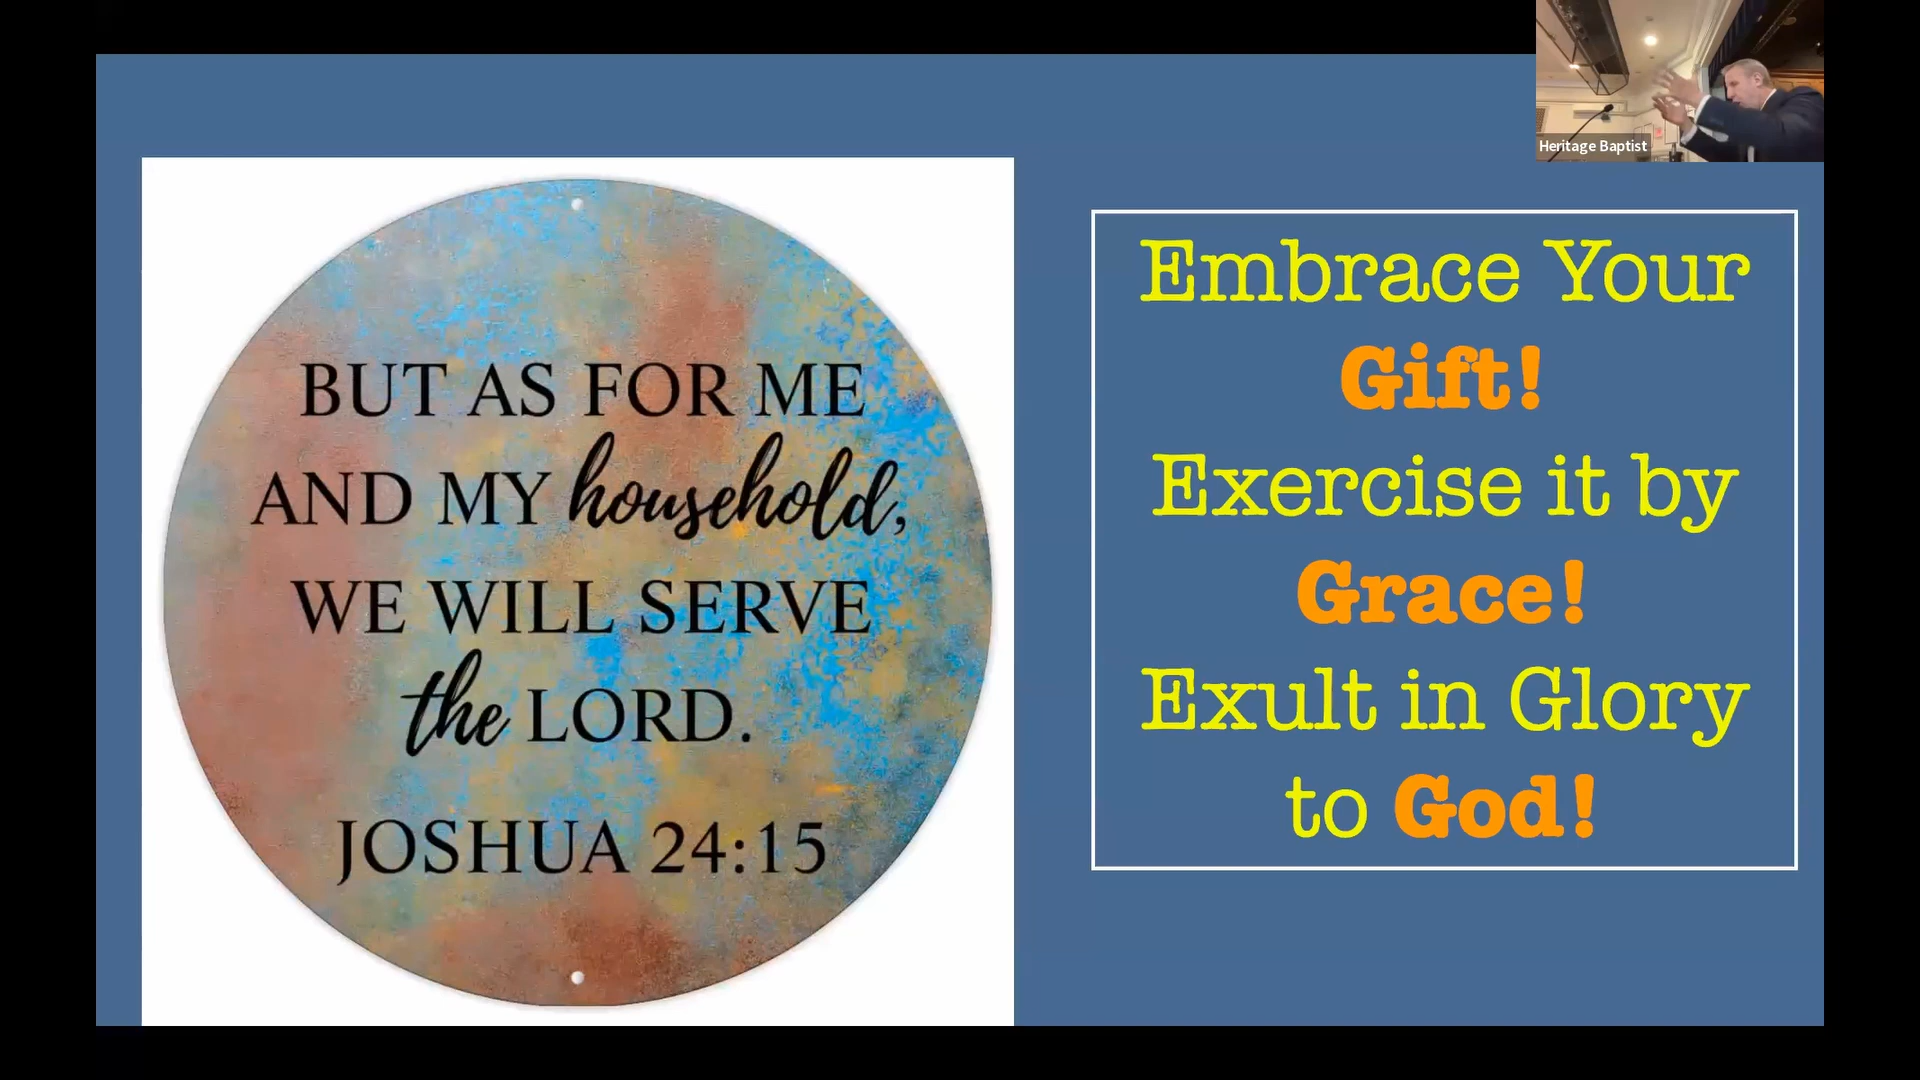 Heritage Baptist
BUT AS FOR ME
AND MY household,
WE WILL SERVE
the LORD.
JOSHUA 24:15
Embrace Your
Gift!
Exercise it by
Grace!
Exult in Glory
to God!